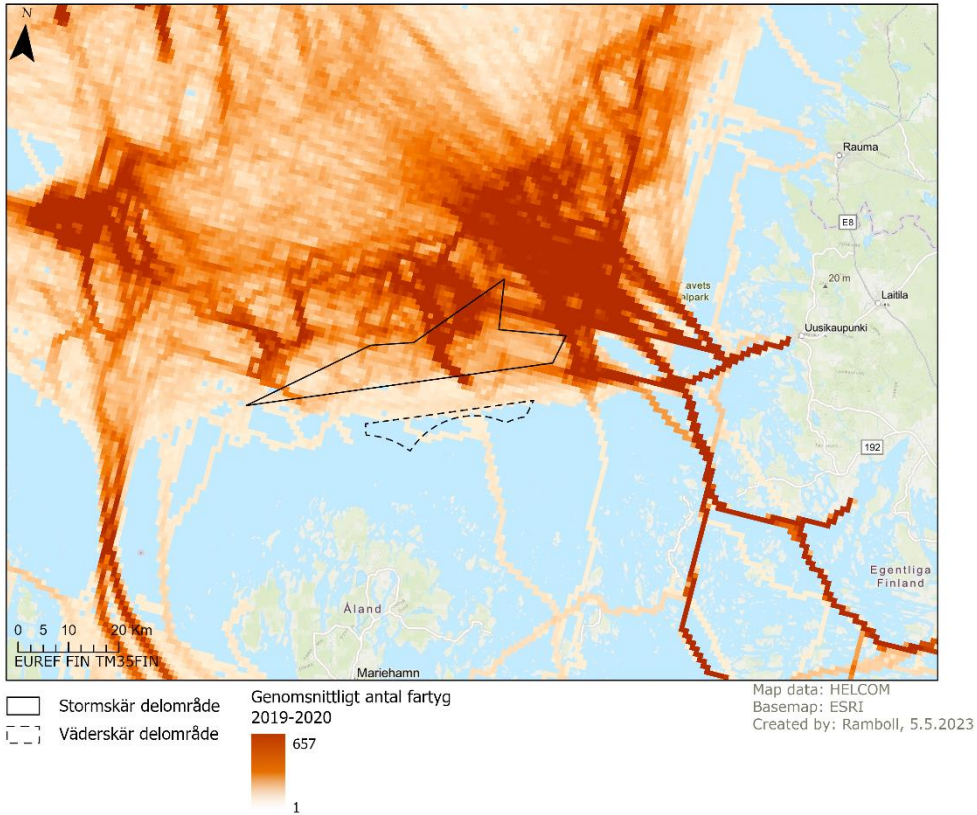 N
Rauma
E8
20 m
avets
alpark
Laitila
Uusikaupunki
192
Egentliga
Finland
Åland
0 5 10 20 Km
EUREF FIN TM35FIN
Mariehamn
Stormskär delområde
Väderskär delområde
Genomsnittligt antal fartyg
2019-2020
657
1
Map data: HELCOM
Basemap: ESRI
Created by: Ramboll, 5.5.2023